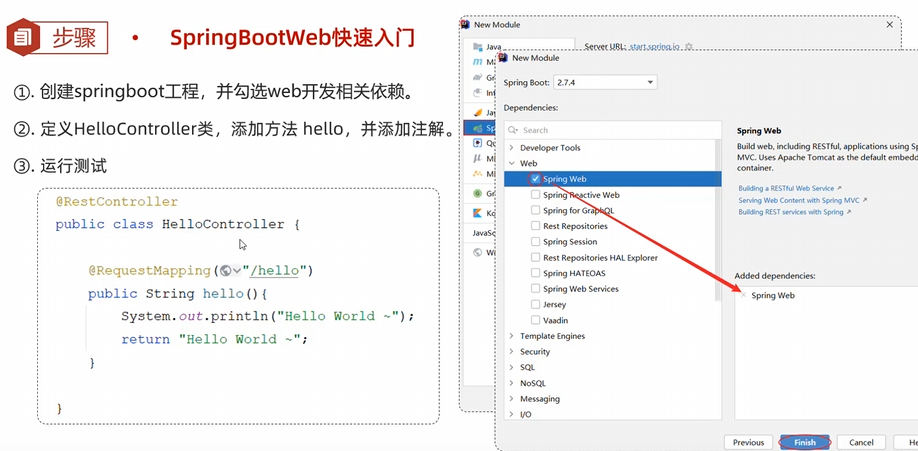 步骤
• SpringBootWeb快速入门
①. 创建springboot工程，并勾选web开发相关依赖。
②. 定义HelloController类，添加方法 hello，并添加注解。
③. 运行测试
@RestController
public class HelloController {
@RequestMapping("/hello")
public String hello(){
System.out.println("Hello World ~");
return "Hello World ~";
}
}
New Module
Java
Server URL: start.spring.io
JavaSc
New Module
Spring Boot: 2.7.4
Dependencies:
Search
Developer Tools
Web
Spring Web
Spring Reactive Web
Spring for GraphQL
Rest Repositories
Spring Session
Rest Repositories HAL Explorer
Spring HATEOAS
Spring Web Services
Jersey
Vaadin
Template Engines
Security
SQL
NoSQL
Messaging
I/O
Spring Web
Build web, including RESTful, applications using Sp
MVC. Uses Apache Tomcat as the default embedd
container.
Building a RESTful Web Service
Serving Web Content with Spring MVC
Building REST services with Spring
Added dependencies:
Spring Web
Previous
Finish
Cancel
He